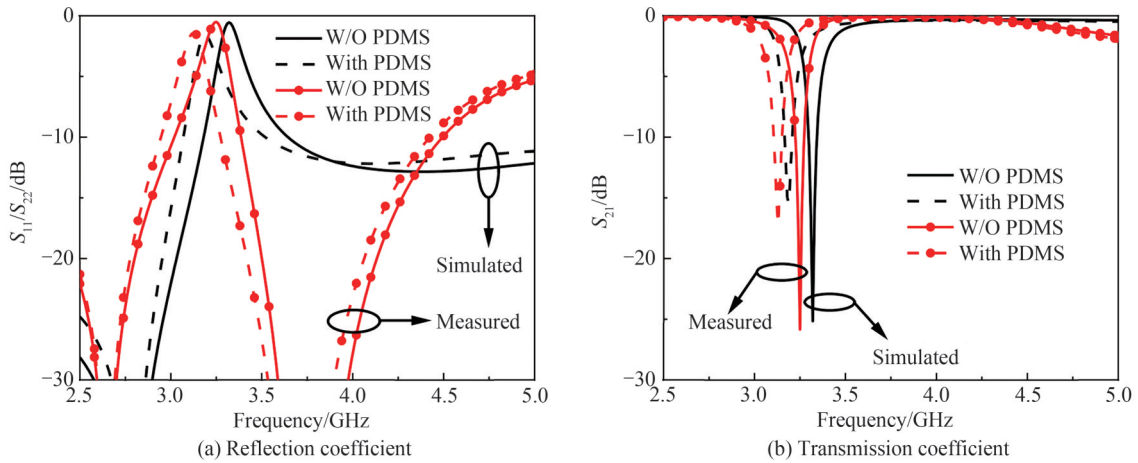 0
−10
−20
−30
S₁₁/S₂₂/dB
W/O PDMS
With PDMS
W/O PDMS
With PDMS
Simulated
Measured
2.5 3.0 3.5 4.0 4.5 5.0
Frequency/GHz
(a) Reflection coefficient
0
−10
−20
−30
S₂₁/dB
W/O PDMS
With PDMS
W/O PDMS
With PDMS
Measured
Simulated
2.5 3.0 3.5 4.0 4.5 5.0
Frequency/GHz
(b) Transmission coefficient